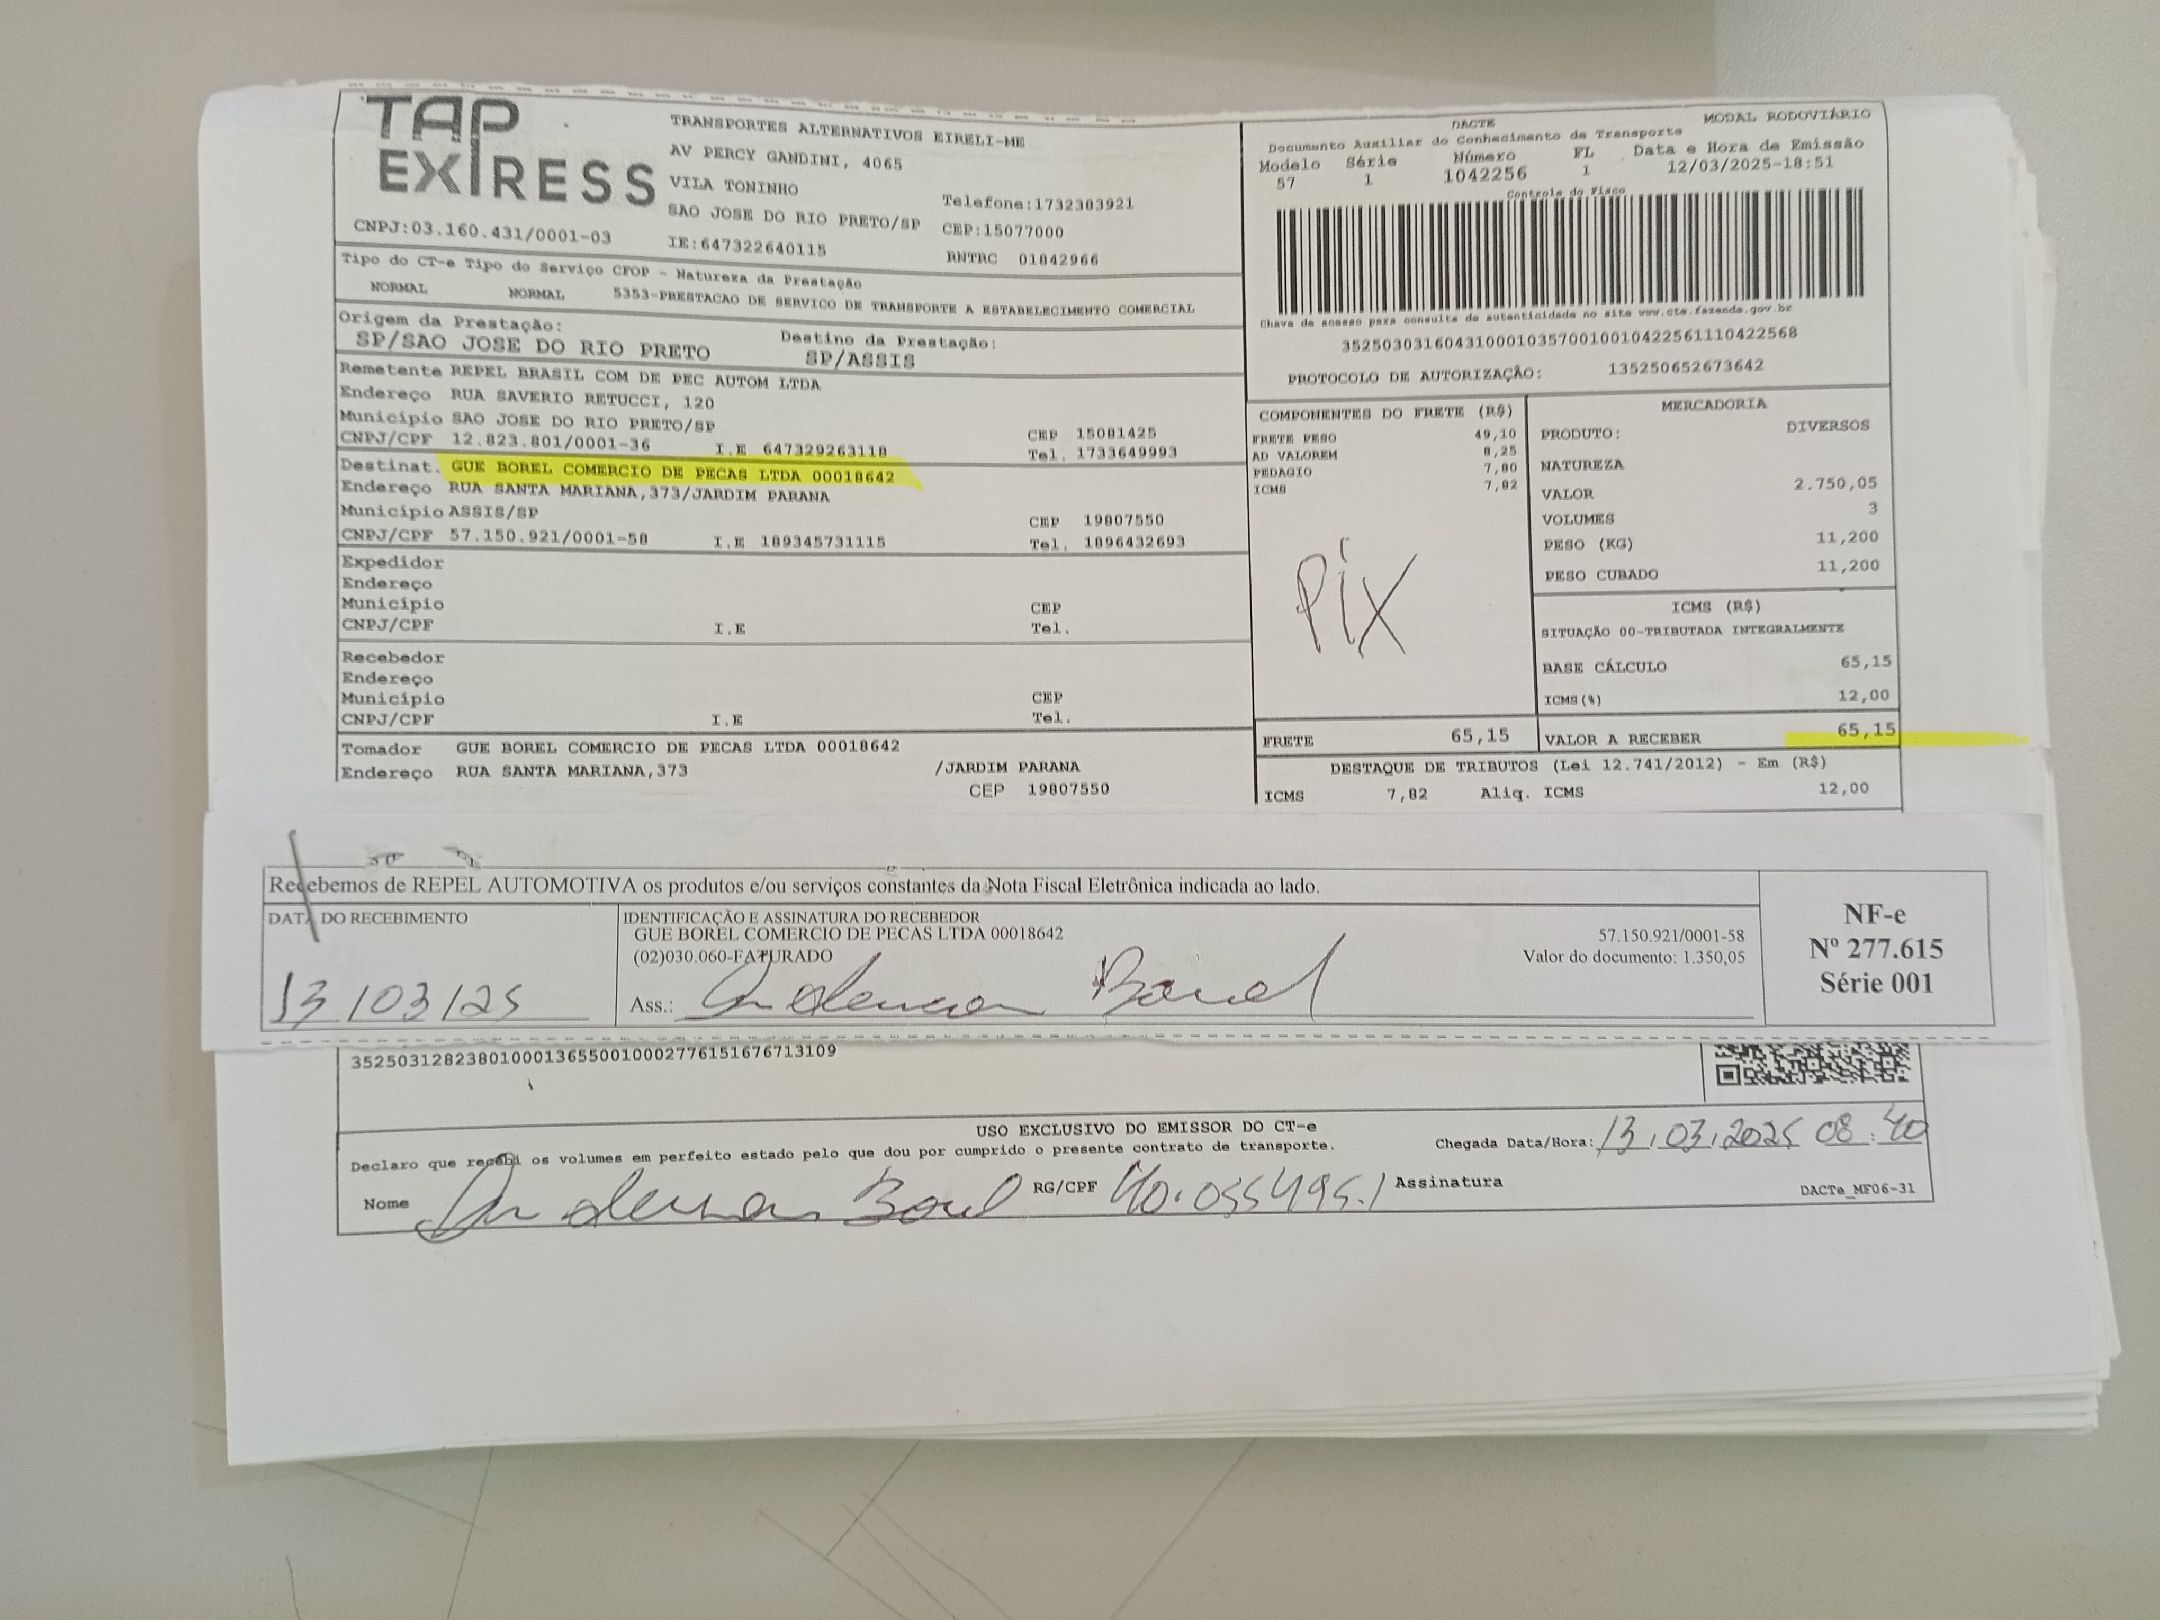 TAP EXPRESS
TRANSPORTES ALTERNATIVOS EIRELI-ME
AV PERCY GANDINI, 4065
VILA TONINHO
SAO JOSE DO RIO PRETO/SP
IE:647322640115
Telefone:1732303921
CEP:15077000
RNTRC 01842966
CNPJ:03.160.431/0001-03
DACTE
MODAL RODOVIÁRIO
Documento Auxiliar do Conhecimento de Transporte
Modelo Série Número FL Data e Hora de Emissão
57 1 1042256 1 12/03/2025-18:51
Controle do Fisco
Chave de acesso para consulta de autenticidade no site www.cte.fazenda.gov.br
35250303160431000103570010010422561110422568
PROTOCOLO DE AUTORIZAÇÃO: 135250652673642
Tipo do CT-e Tipo do Serviço CFOP - Natureza da Prestação
NORMAL NORMAL 5353-PRESTACAO DE SERVICO DE TRANSPORTE A ESTABELECIMENTO COMERCIAL
Origem da Prestação: Destino da Prestação:
SP/SAO JOSE DO RIO PRETO SP/ASSIS
Remetente REPEL BRASIL COM DE PEC AUTOM LTDA
Endereço RUA SAVERIO RETUCCI, 120
Município SAO JOSE DO RIO PRETO/SP CEP 15081425
CNPJ/CPF 12.823.801/0001-36 I.E 647329263118 Tel. 1733649993
Destinat. GUE BOREL COMERCIO DE PECAS LTDA 00018642
Endereço RUA SANTA MARIANA,373/JARDIM PARANA
Município ASSIS/SP CEP 19807550
CNPJ/CPF 57.150.921/0001-58 I.E 189345731115 Tel. 1896432693
Expedidor
Endereço
Município CEP
CNPJ/CPF I.E Tel.
Recebedor
Endereço
Município CEP
CNPJ/CPF I.E Tel.
Tomador GUE BOREL COMERCIO DE PECAS LTDA 00018642
Endereço RUA SANTA MARIANA,373 /JARDIM PARANA
CEP 19807550
COMPONENTES DO FRETE (R$)
FRETE PESO 49,10
AD VALOREM 8,25
PEDAGIO
ICMS 7,82
PIX
FRETE 65,15
MERCADORIA
PRODUTO: DIVERSOS
NATUREZA
VALOR 2.750,05
VOLUMES 3
PESO (KG) 11,200
PESO CUBADO 11,200
ICMS (R$)
SITUAÇÃO 00-TRIBUTADA INTEGRALMENTE
BASE CÁLCULO 65,15
ICMS(%) 12,00
VALOR A RECEBER 65,15
DESTAQUE DE TRIBUTOS (Lei 12.741/2012) - Em (R$)
ICMS 7,82 Aliq. ICMS 12,00
Recebemos de REPEL AUTOMOTIVA os produtos e/ou serviços constantes da Nota Fiscal Eletrônica indicada ao lado.
DATA DO RECEBIMENTO
13/03/25
IDENTIFICAÇÃO E ASSINATURA DO RECEBEDOR
GUE BOREL COMERCIO DE PECAS LTDA 00018642 57.150.921/0001-58
(02)030.060-FATURADO Valor do documento: 1.350,05
Ass.: Anderson Borel
NF-e
Nº 277.615
Série 001
35250312823801000136550010002776151676713109
USO EXCLUSIVO DO EMISSOR DO CT-e
Declaro que recebi os volumes em perfeito estado pelo que dou por cumprido o presente contrato de transporte.
Chegada Data/Hora: 13,03,2025 08:40
Nome Anderson Borel RG/CPF 40.055495.1 Assinatura
DACTe_MF06-31